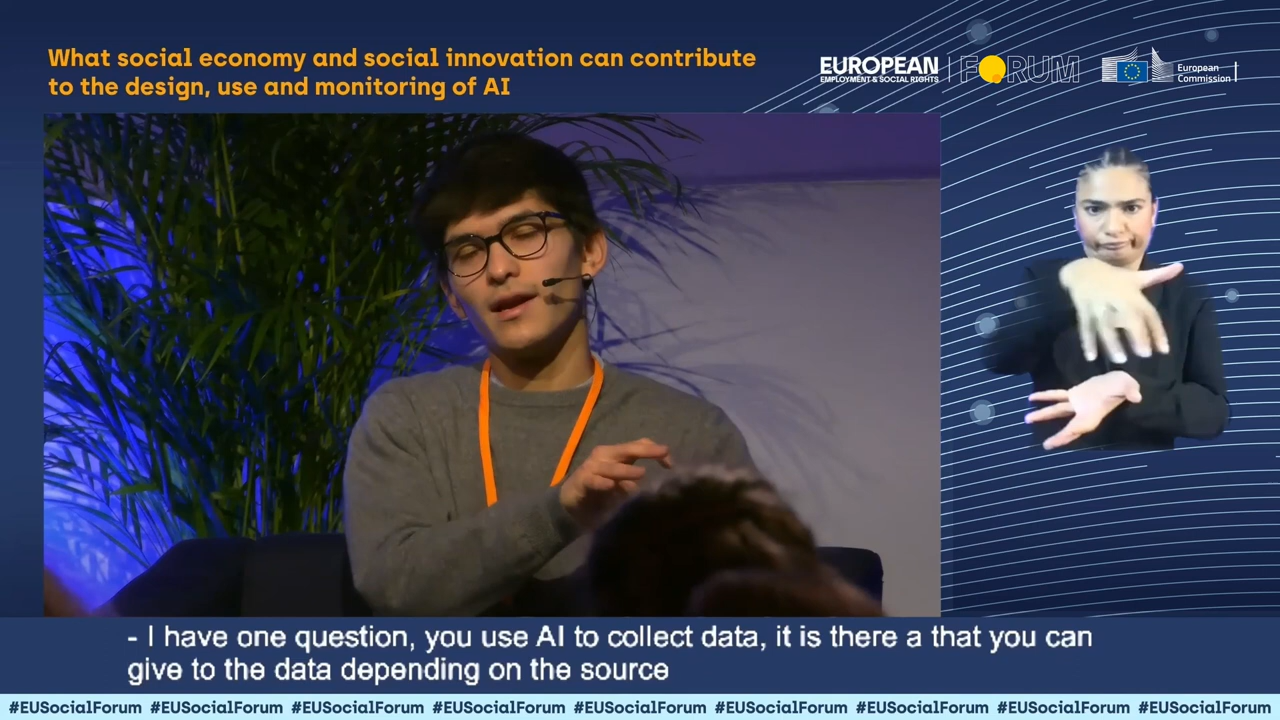 What social economy and social innovation can contribute
to the design, use and monitoring of AI
EUROPEAN
EMPLOYMENT & SOCIAL RIGHTS
FORUM
European
Commission
- I have one question, you use AI to collect data, it is there a that you can
give to the data depending on the source
#EUSocialForum #EUSocialForum #EUSocialForum #EUSocialForum #EUSocialForum #EUSocialForum #EUSocialForum #EUSocialForum #EUSocialForum